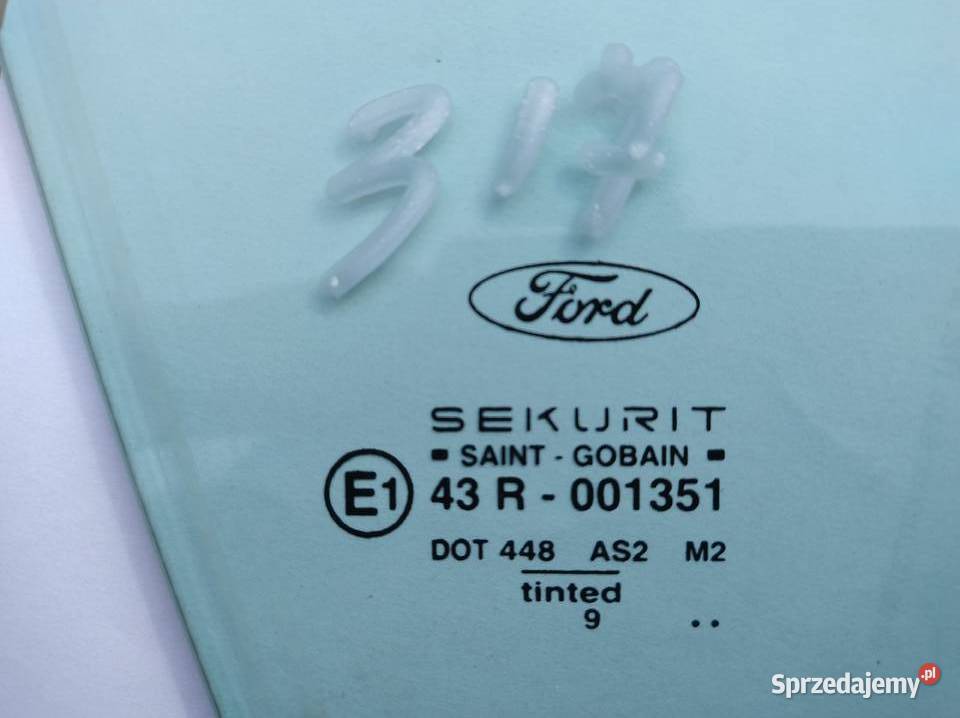 317
Ford
SEKURIT
SAINT - GOBAIN
E1 43 R - 001351
DOT 448 AS2 M2
tinted
9 ..
Sprzedajemy.pl